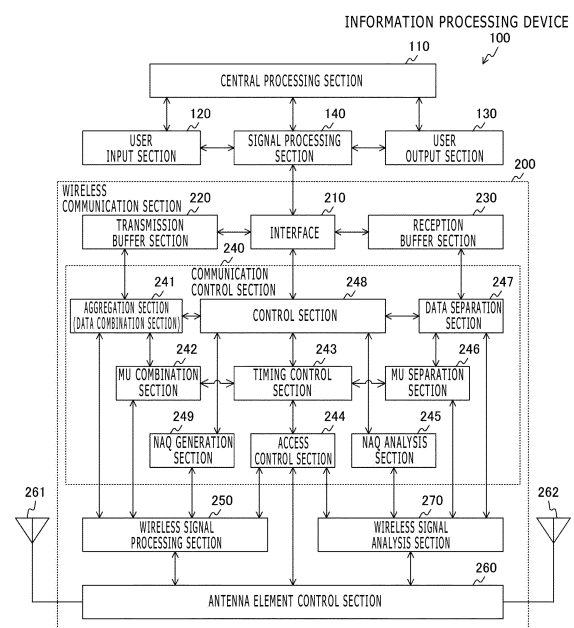 INFORMATION PROCESSING DEVICE
100
110
CENTRAL PROCESSING SECTION
120
140
130
USER
INPUT SECTION
SIGNAL PROCESSING
SECTION
USER
OUTPUT SECTION
200
WIRELESS
COMMUNICATION SECTION
220
210
230
TRANSMISSION
BUFFER SECTION
INTERFACE
RECEPTION
BUFFER SECTION
240
COMMUNICATION
CONTROL SECTION
241
248
247
AGGREGATION SECTION
(DATA COMBINATION SECTION)
CONTROL SECTION
DATA SEPARATION
SECTION
242
243
246
MU COMBINATION
SECTION
TIMING CONTROL
SECTION
MU SEPARATION
SECTION
249
244
245
NAQ GENERATION
SECTION
ACCESS
CONTROL SECTION
NAQ ANALYSIS
SECTION
261
250
270
262
WIRELESS SIGNAL
PROCESSING SECTION
WIRELESS SIGNAL
ANALYSIS SECTION
260
ANTENNA ELEMENT CONTROL SECTION